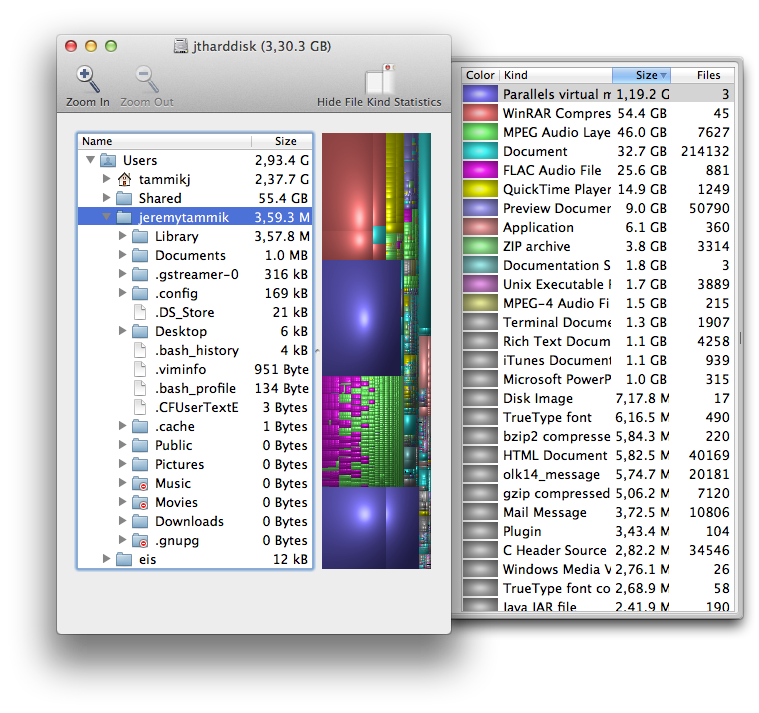 jtharddisk (3,30.3 GB)
Zoom In Zoom Out Hide File Kind Statistics
Name Size
Users 2,93.4 G
tammikj 2,37.7 G
Shared 55.4 GB
jeremytammik 3,59.3 M
Library 3,57.8 M
Documents 1.0 MB
.gstreamer-0 316 kB
.config 169 kB
.DS_Store 21 kB
Desktop 6 kB
.bash_history 4 kB
.viminfo 951 Byte
.bash_profile 134 Byte
.CFUserTextE 3 Bytes
.cache 1 Bytes
Public 0 Bytes
Pictures 0 Bytes
Music 0 Bytes
Movies 0 Bytes
Downloads 0 Bytes
.gnupg 0 Bytes
eis 12 kB
Color Kind Size Files
Parallels virtual m 1,19.2 G 3
WinRAR Compres 54.4 GB 45
MPEG Audio Laye 46.0 GB 7627
Document 32.7 GB 214132
FLAC Audio File 25.6 GB 881
QuickTime Player 14.9 GB 1249
Preview Documen 9.0 GB 50790
Application 6.1 GB 360
ZIP archive 3.8 GB 3314
Documentation S 1.8 GB 3
Unix Executable F 1.7 GB 3889
MPEG-4 Audio Fi 1.5 GB 215
Terminal Docume 1.3 GB 1907
Rich Text Docum 1.1 GB 4258
iTunes Document 1.1 GB 939
Microsoft PowerP 1.0 GB 315
Disk Image 7,17.8 M 17
TrueType font 6,16.5 M 490
bzip2 compresse 5,84.3 M 220
HTML Document 5,82.5 M 40169
olk14_message 5,74.7 M 20181
gzip compressed 5,06.2 M 7120
Mail Message 3,72.5 M 10806
Plugin 3,43.4 M 104
C Header Source 2,82.2 M 34546
Windows Media V 2,76.1 M 26
TrueType font co 2,68.9 M 58
Java JAR file 2,41.9 M 190